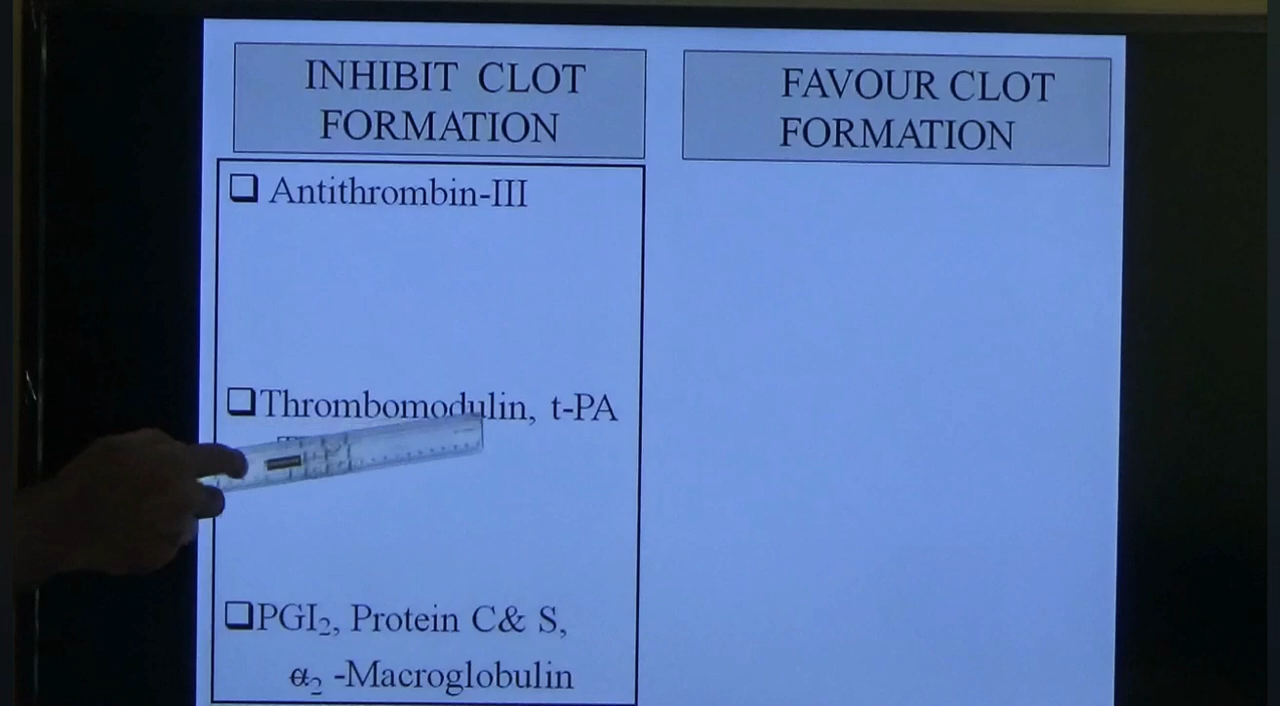 INHIBIT CLOT
FORMATION
FAVOUR CLOT
FORMATION
❑ Antithrombin-III
❑Thrombomodulin, t-PA
❑PGI₂, Protein C& S,
α₂ -Macroglobulin